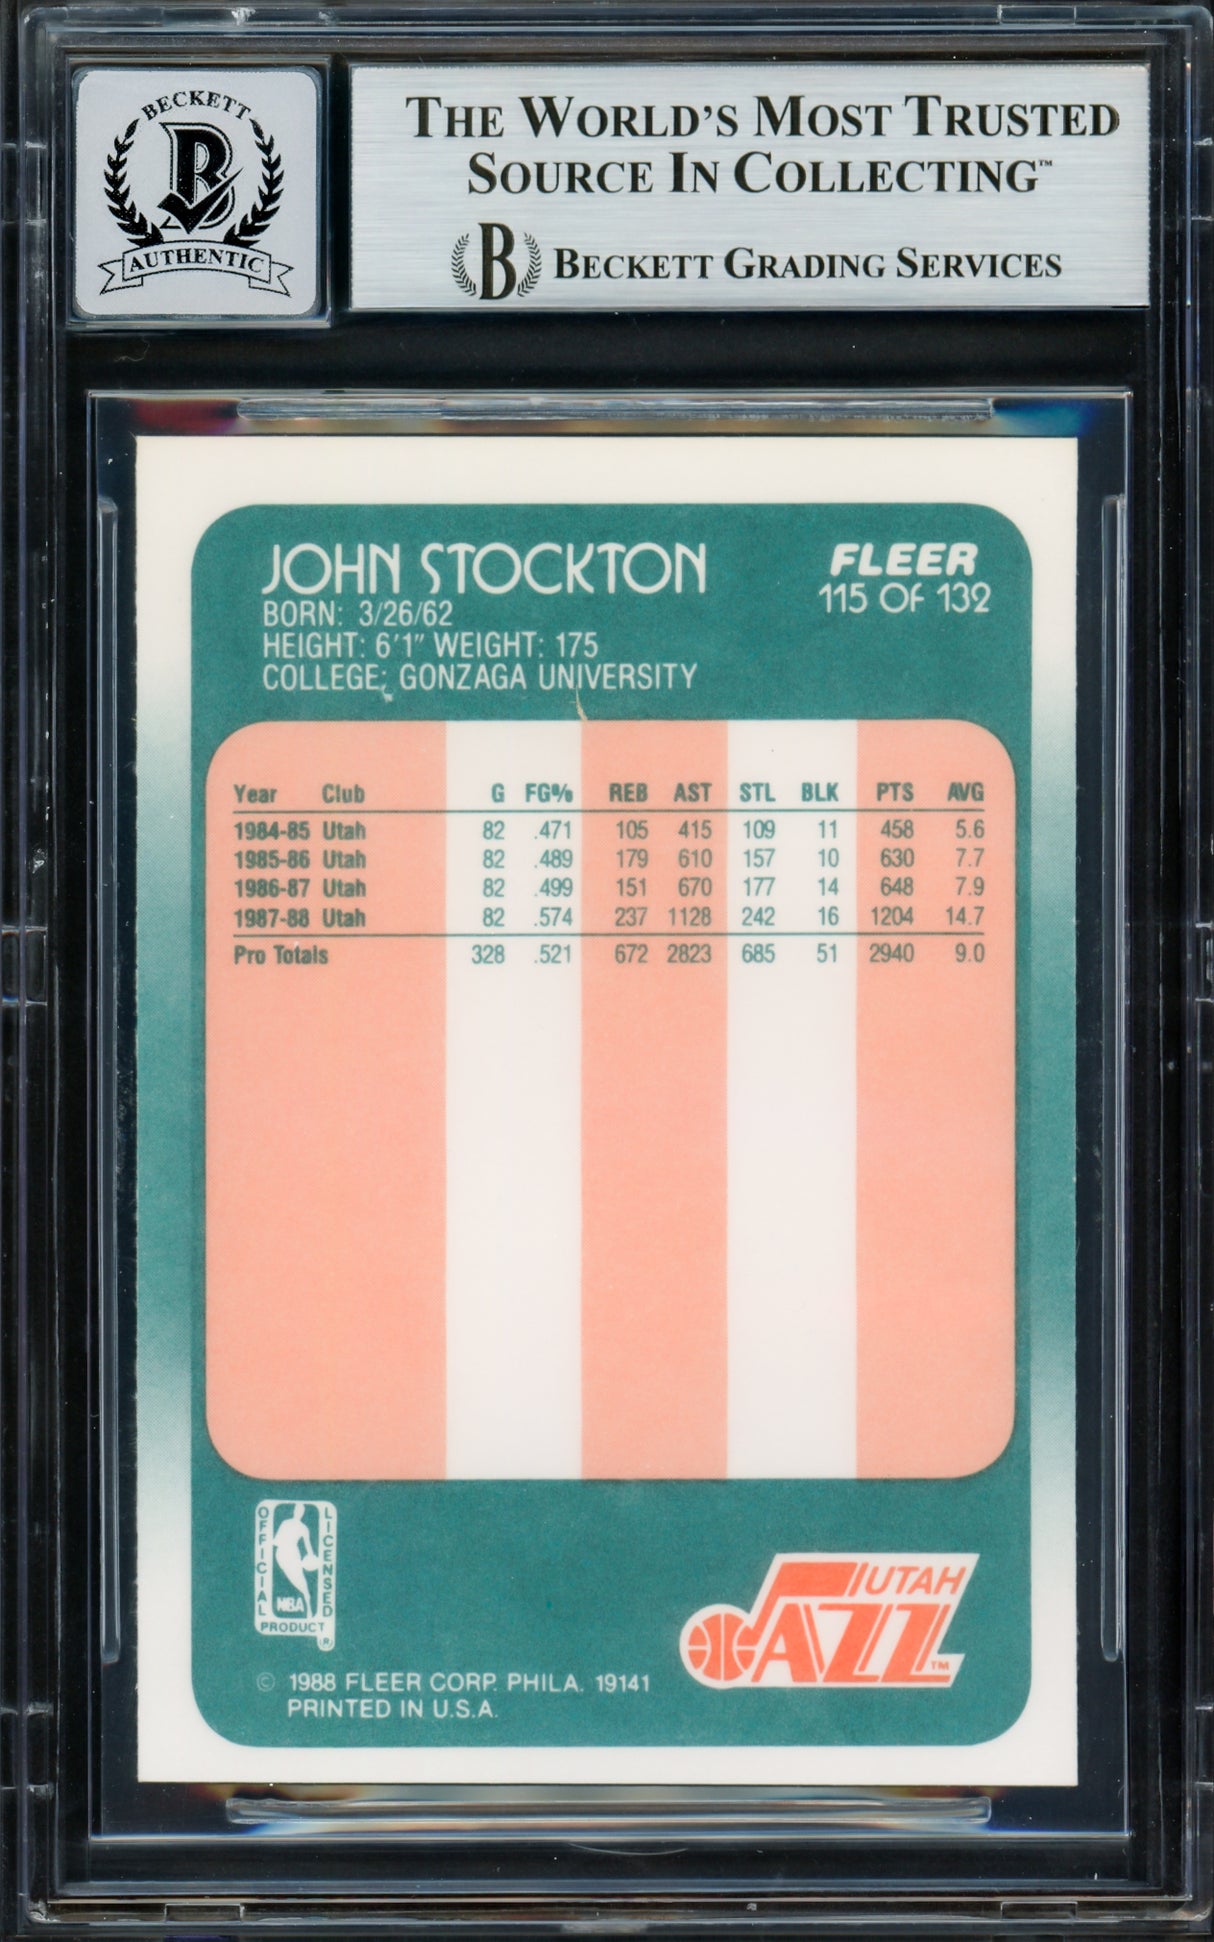 BECKETT
B
AUTHENTIC
THE WORLD'S MOST TRUSTED
SOURCE IN COLLECTING™
B BECKETT GRADING SERVICES
JOHN STOCKTON
BORN: 3/26/62
HEIGHT: 6'1" WEIGHT: 175
COLLEGE: GONZAGA UNIVERSITY
FLEER
115 OF 132
Year Club G FG% REB AST STL BLK PTS AVG
1984-85 Utah 82 .471 105 415 109 11 458 5.6
1985-86 Utah 82 .489 179 610 157 10 630 7.7
1986-87 Utah 82 .499 151 670 177 14 648 7.9
1987-88 Utah 82 .574 237 1128 242 16 1204 14.7
Pro Totals 328 .521 672 2823 685 51 2940 9.0
OFFICIAL
LICENSED
NBA
PRODUCT
®
UTAH
JAZZ
™
© 1988 FLEER CORP. PHILA. 19141
PRINTED IN U.S.A.